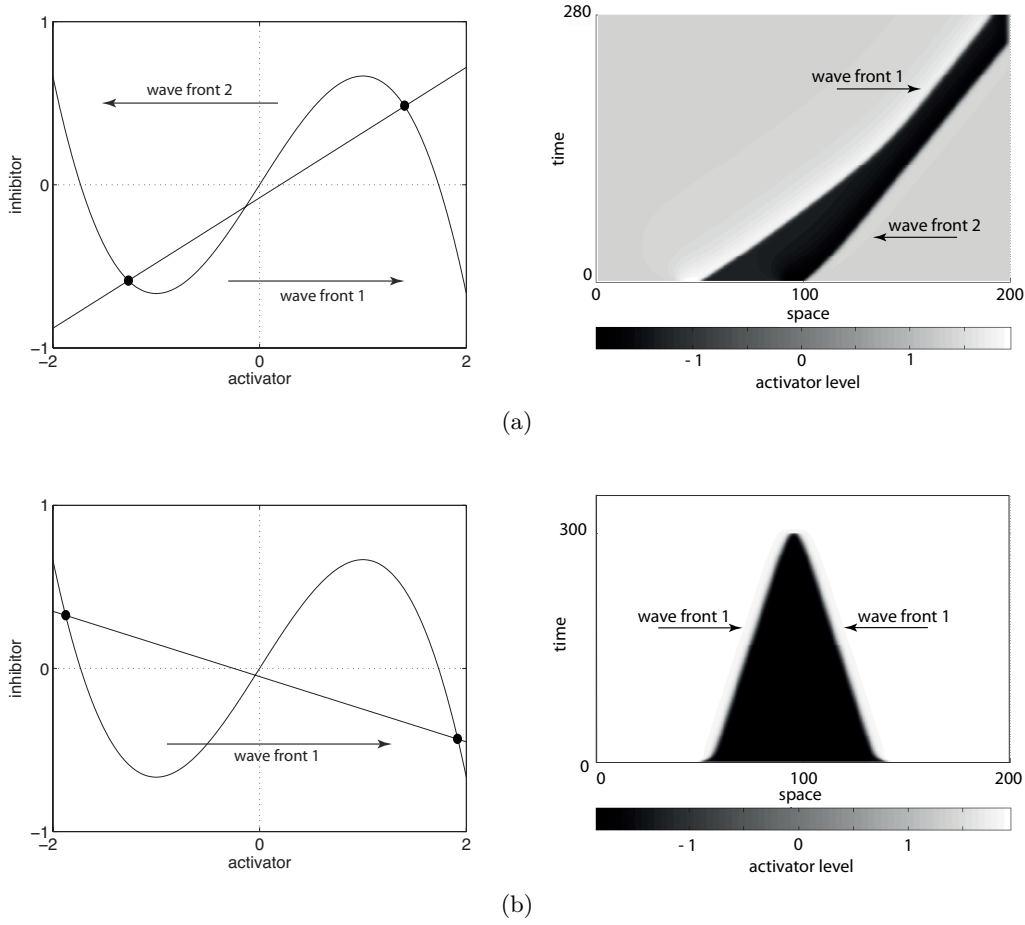 1
0
−1
−2
0
2
inhibitor
activator
wave front 2
wave front 1
280
0
time
0
100
200
space
wave front 1
wave front 2
- 1
0
1
activator level
(a)
1
0
−1
−2
0
2
inhibitor
activator
wave front 1
300
0
time
0
100
200
space
wave front 1
wave front 1
- 1
0
1
activator level
(b)